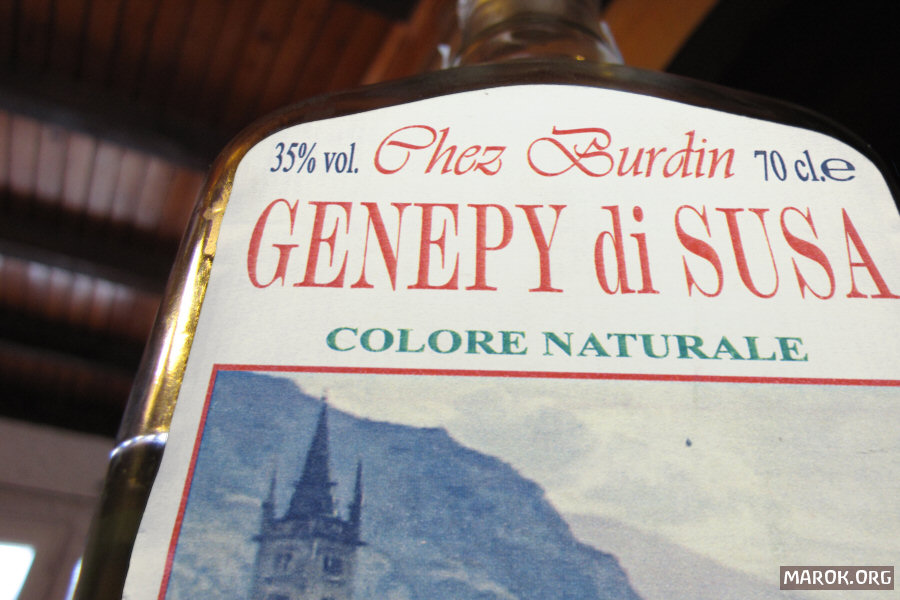 35% vol. Chez Burdin 70 cl.℮
GENEPY di SUSA
COLORE NATURALE
MAROK.ORG